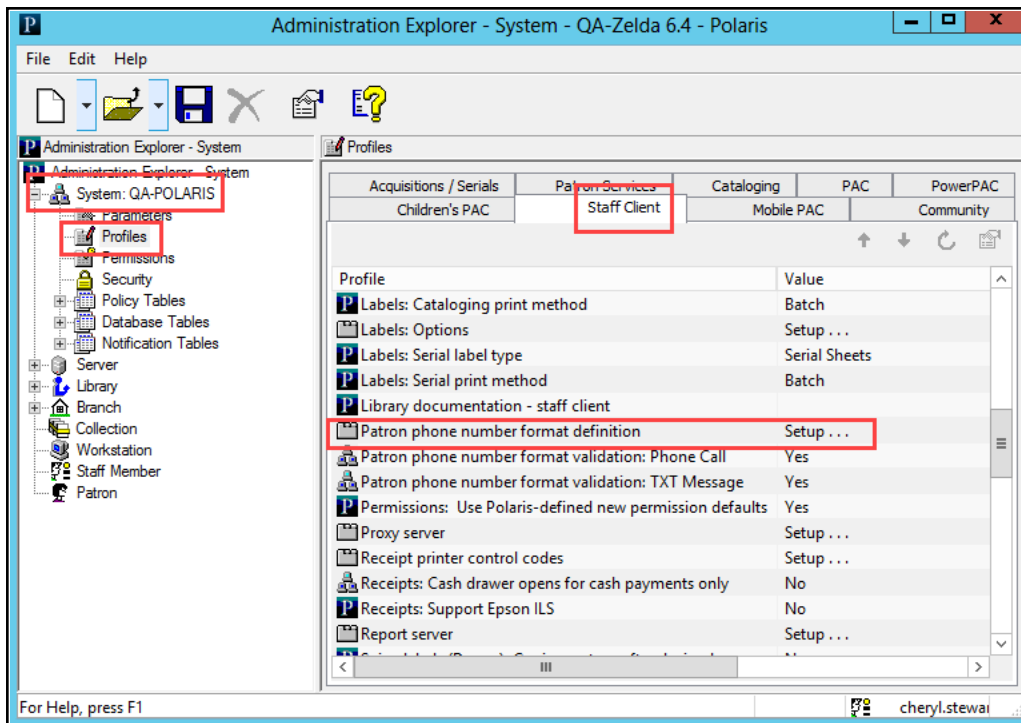 P Administration Explorer - System - QA-Zelda 6.4 - Polaris
File Edit Help
Administration Explorer - System
Profiles
Administration Explorer - System
System: QA-POLARIS
Parameters
Profiles
Permissions
Security
Policy Tables
Database Tables
Notification Tables
Server
Library
Branch
Collection
Workstation
Staff Member
Patron
Acquisitions / Serials Patron Services Cataloging PAC PowerPAC
Children's PAC Staff Client Mobile PAC Community
Profile Value
Labels: Cataloging print method Batch
Labels: Options Setup . . .
Labels: Serial label type Serial Sheets
Labels: Serial print method Batch
Library documentation - staff client
Patron phone number format definition Setup . . .
Patron phone number format validation: Phone Call Yes
Patron phone number format validation: TXT Message Yes
Permissions: Use Polaris-defined new permission defaults Yes
Proxy server Setup . . .
Receipt printer control codes Setup . . .
Receipts: Cash drawer opens for cash payments only No
Receipts: Support Epson ILS No
Report server Setup . . .
For Help, press F1 cheryl.stewar